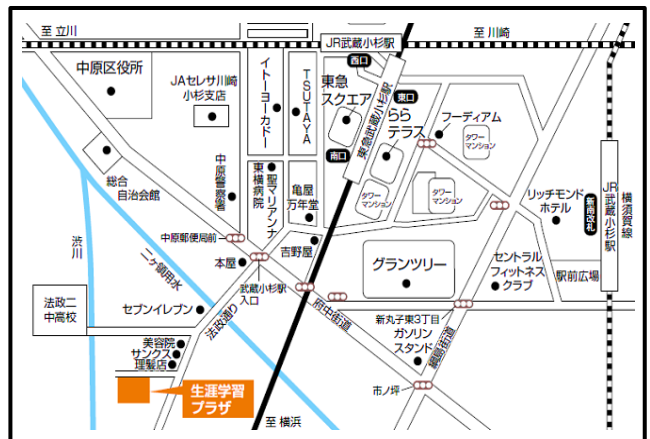 至 立川
至 川崎
JR武蔵小杉駅
西口
中原区役所
JAセレサ川崎
小杉支店
イトーヨーカドー
TSUTAYA
東急
スクエア
東急武蔵小杉駅
東口
らら
テラス
フーディアム
タワー
マンション
南口
総合
自治会館
中原警察署
聖マリアンナ
東横病院
亀屋
万年堂
タワー
マンション
タワー
マンション
リッチモンド
ホテル
新南改札
JR武蔵小杉駅
横須賀線
渋川
二ヶ領用水
中原郵便局前
本屋
吉野屋
武蔵小杉駅
入口
グランツリー
セントラル
フィットネス
クラブ
駅前広場
法政二
中高校
セブンイレブン
法政通り
府中街道
新丸子東3丁目
ガソリン
スタンド
綱島街道
美容院
サンクス
理髪店
生涯学習
プラザ
市ノ坪
至 横浜